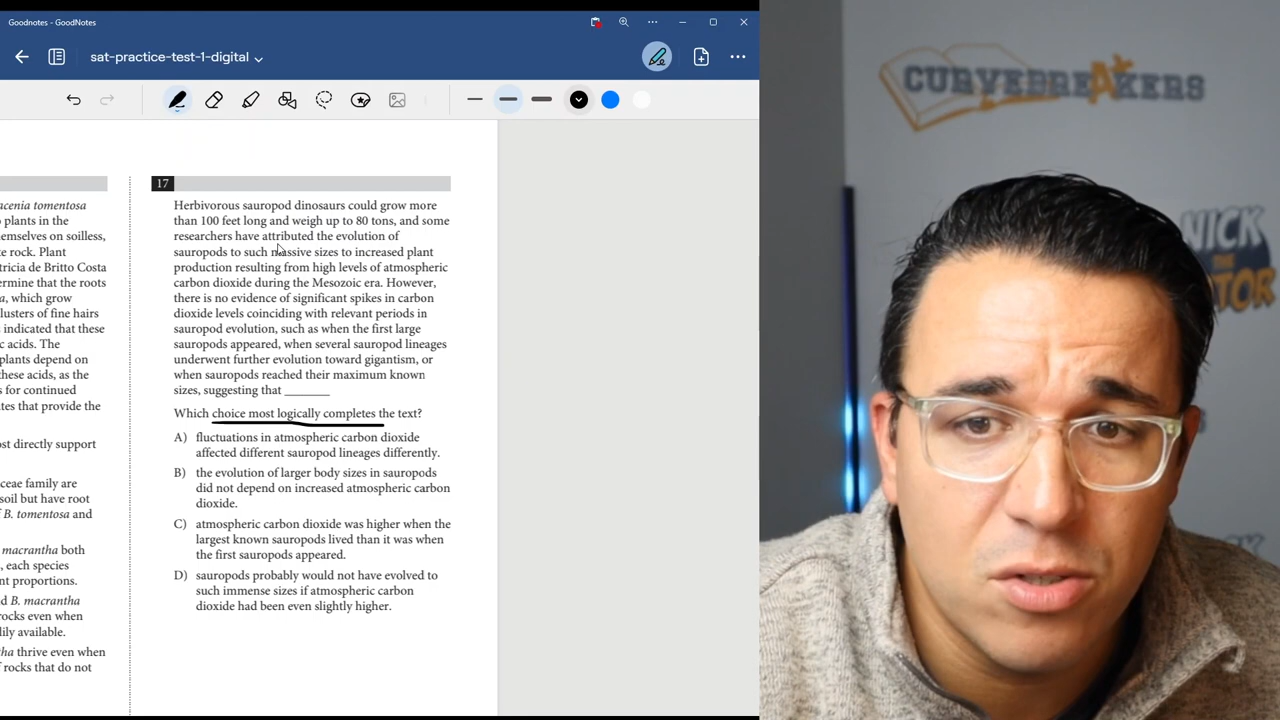 Goodnotes - GoodNotes
sat-practice-test-1-digital
acenia tomentosa
plants in the
emselves on soilless,
te rock. Plant
tricia de Britto Costa
ermine that the roots
a, which grow
lusters of fine hairs
indicated that these
c acids. The
plants depend on
hese acids, as the
s for continued
tes that provide the
ost directly support
ceae family are
soil but have root
f B. tomentosa and
macrantha both
, each species
nt proportions.
nd B. macrantha
rocks even when
lily available.
ha thrive even when
f rocks that do not
17
Herbivorous sauropod dinosaurs could grow more
than 100 feet long and weigh up to 80 tons, and some
researchers have attributed the evolution of
sauropods to such massive sizes to increased plant
production resulting from high levels of atmospheric
carbon dioxide during the Mesozoic era. However,
there is no evidence of significant spikes in carbon
dioxide levels coinciding with relevant periods in
sauropod evolution, such as when the first large
sauropods appeared, when several sauropod lineages
underwent further evolution toward gigantism, or
when sauropods reached their maximum known
sizes, suggesting that _______
Which choice most logically completes the text?
A) fluctuations in atmospheric carbon dioxide
affected different sauropod lineages differently.
B) the evolution of larger body sizes in sauropods
did not depend on increased atmospheric carbon
dioxide.
C) atmospheric carbon dioxide was higher when the
largest known sauropods lived than it was when
the first sauropods appeared.
D) sauropods probably would not have evolved to
such immense sizes if atmospheric carbon
dioxide had been even slightly higher.
CURVEBREAKERS
NICK
THE
TUTOR